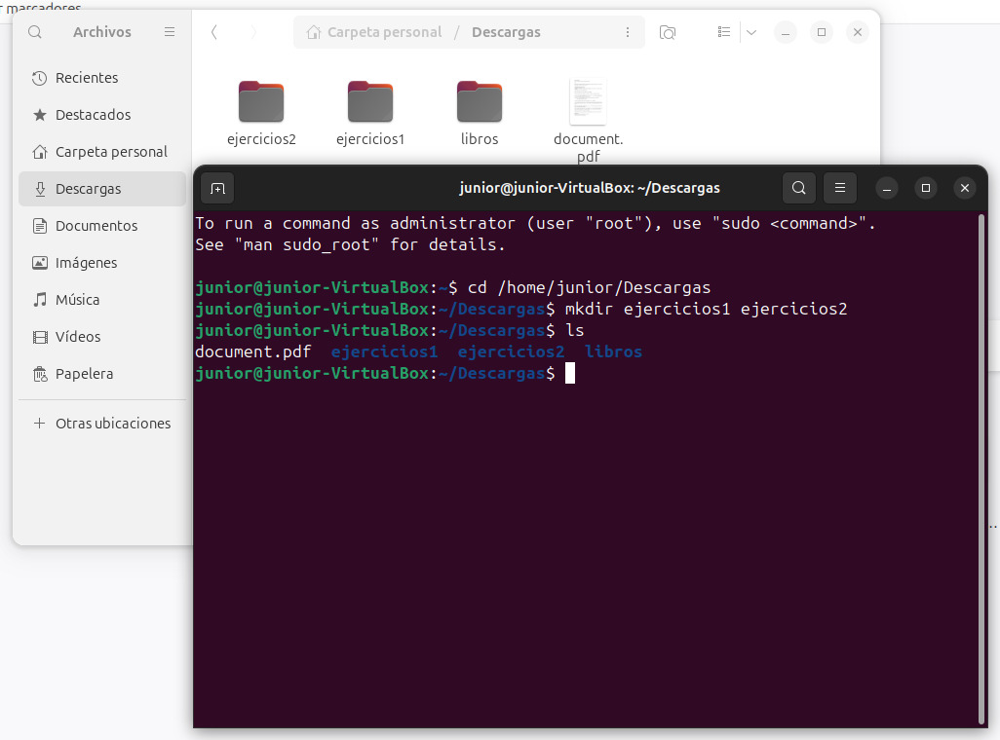 marcadores
Archivos
Carpeta personal / Descargas
Recientes
Destacados
Carpeta personal
Descargas
Documentos
Imágenes
Música
Vídeos
Papelera
Otras ubicaciones
ejercicios2
ejercicios1
libros
document.
pdf
junior@junior-VirtualBox: ~/Descargas
To run a command as administrator (user "root"), use "sudo <command>".
See "man sudo_root" for details.
junior@junior-VirtualBox:~$ cd /home/junior/Descargas
junior@junior-VirtualBox:~/Descargas$ mkdir ejercicios1 ejercicios2
junior@junior-VirtualBox:~/Descargas$ ls
document.pdf  ejercicios1  ejercicios2  libros
junior@junior-VirtualBox:~/Descargas$